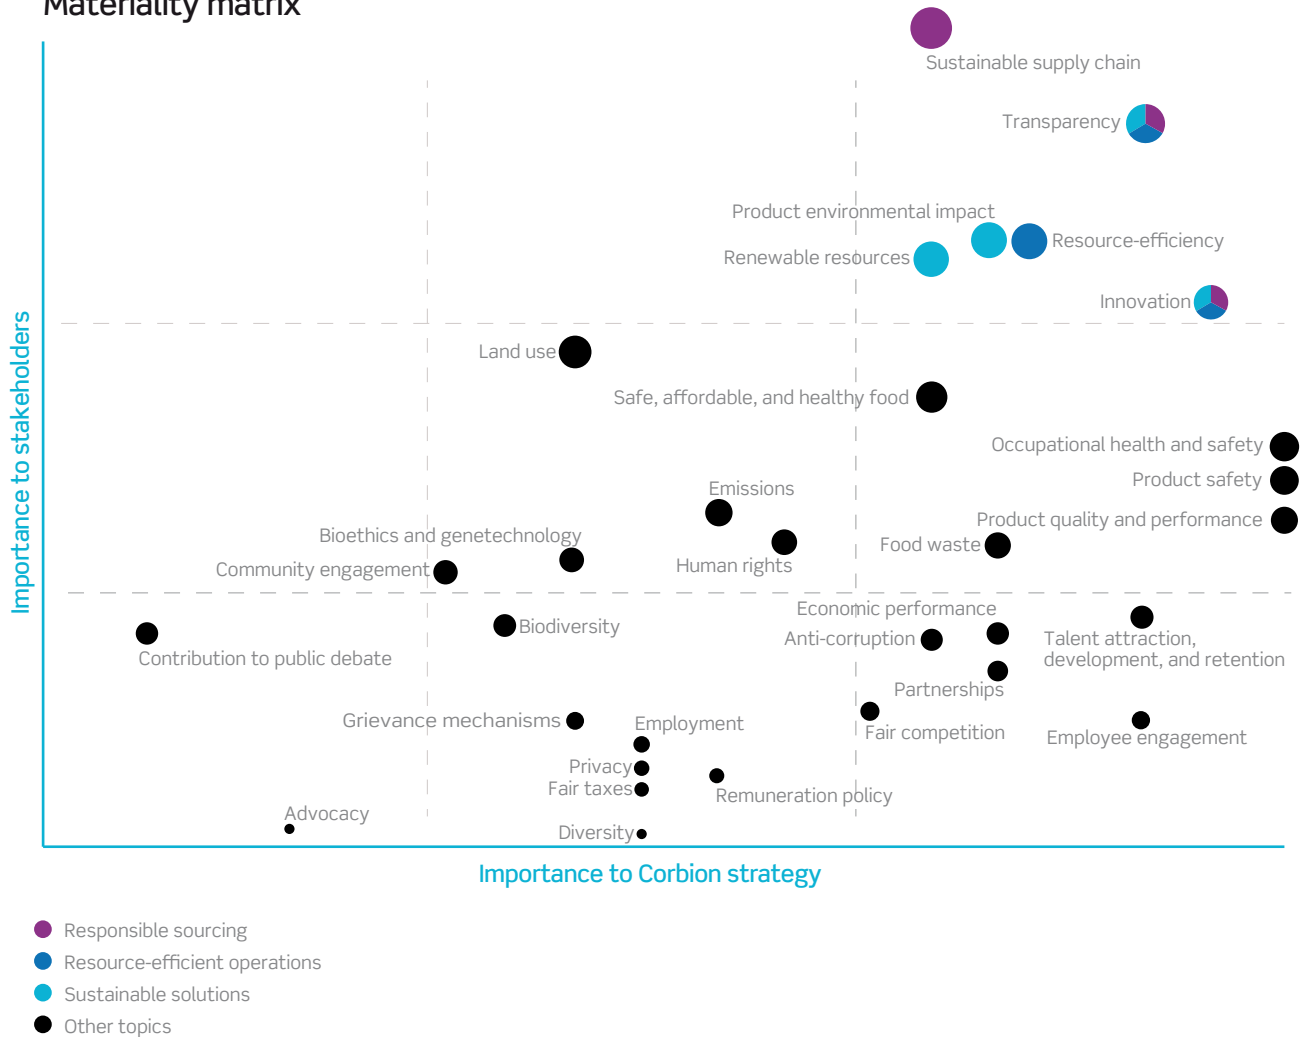 Materiality matrix
Sustainable supply chain
Transparency
Product environmental impact
Resource-efficiency
Renewable resources
Innovation
Land use
Safe, affordable, and healthy food
Occupational health and safety
Product safety
Emissions
Product quality and performance
Bioethics and genetechnology
Food waste
Human rights
Community engagement
Economic performance
Biodiversity
Anti-corruption
Talent attraction,
development, and retention
Contribution to public debate
Partnerships
Grievance mechanisms
Employment
Fair competition
Employee engagement
Privacy
Fair taxes
Remuneration policy
Advocacy
Diversity
Importance to stakeholders
Importance to Corbion strategy
Responsible sourcing
Resource-efficient operations
Sustainable solutions
Other topics